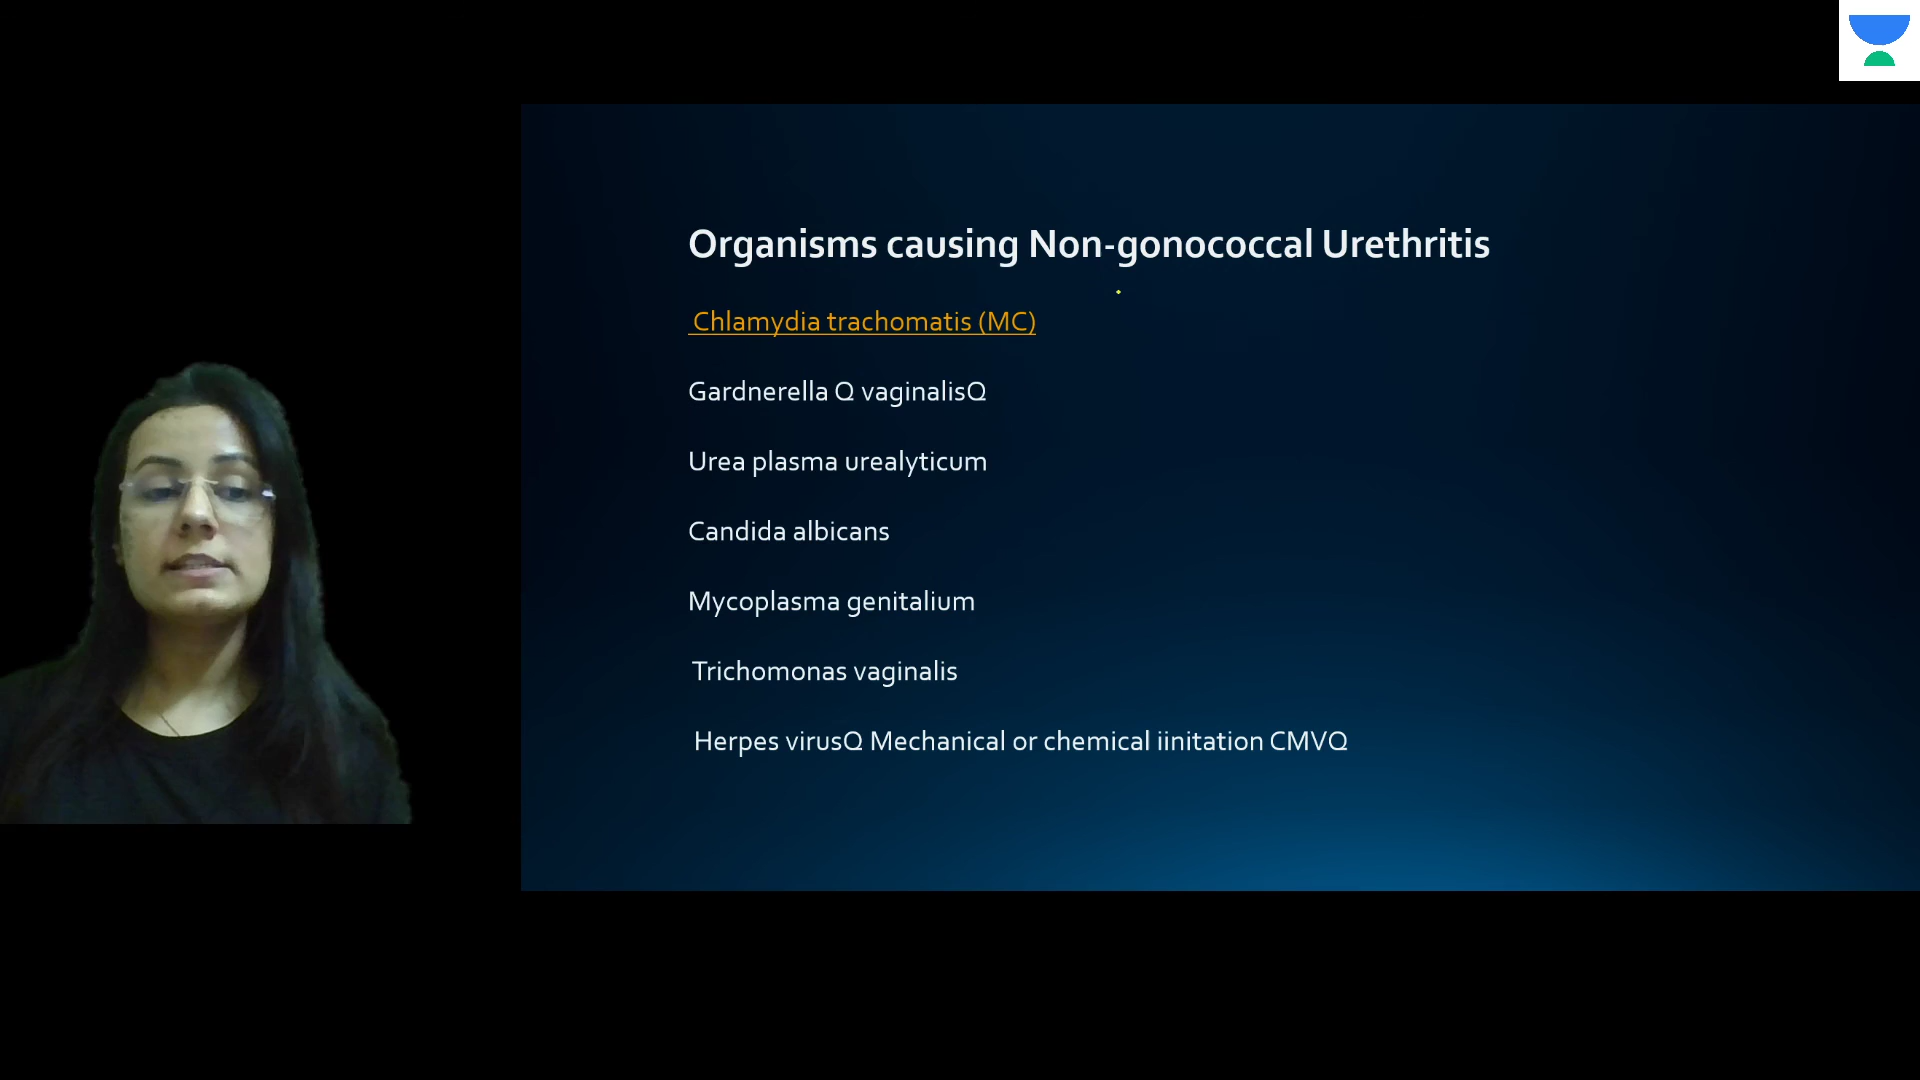 Organisms causing Non-gonococcal Urethritis
Chlamydia trachomatis (MC)
Gardnerella Q vaginalisQ
Urea plasma urealyticum
Candida albicans
Mycoplasma genitalium
Trichomonas vaginalis
Herpes virusQ Mechanical or chemical iinitation CMVQ